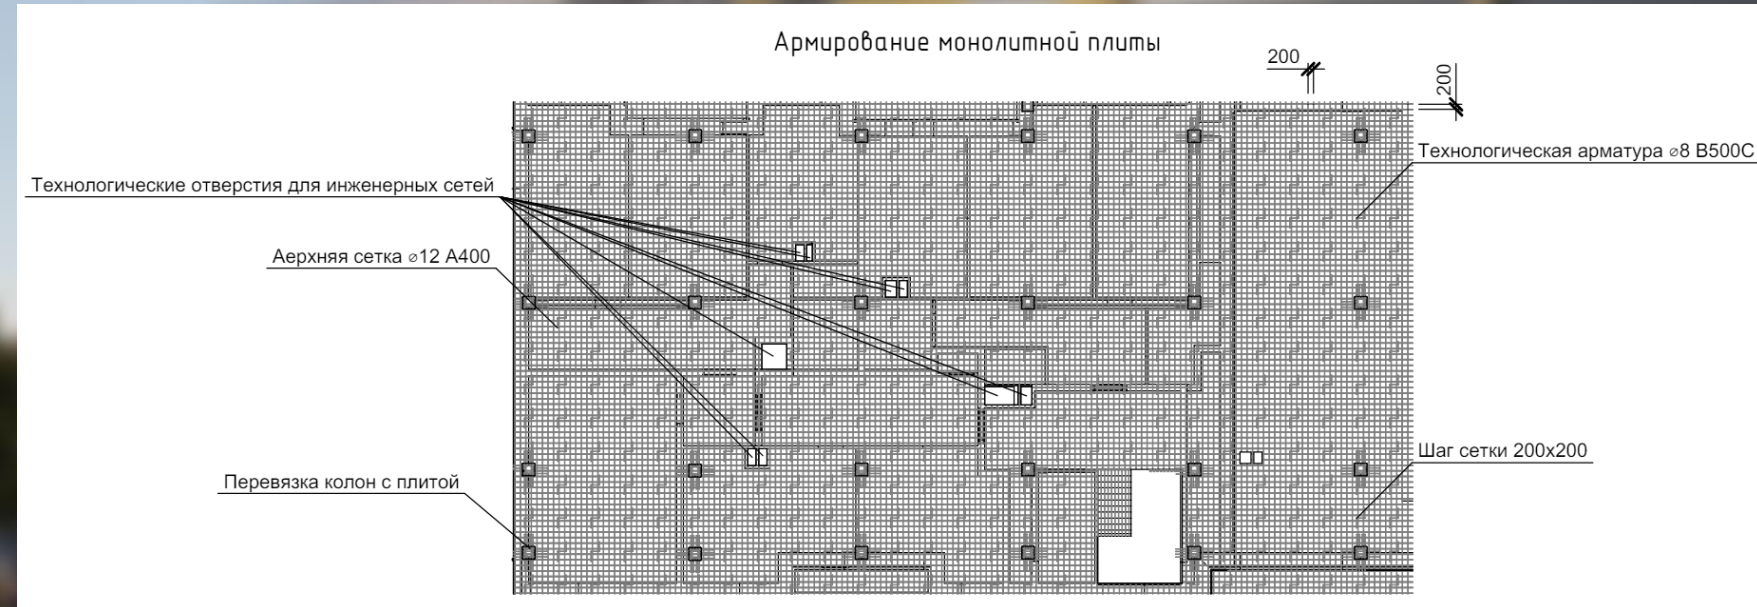 Армирование монолитной плиты
200
200
Технологическая арматура ⌀8 В500С
Технологические отверстия для инженерных сетей
Аерхняя сетка ⌀12 А400
Шаг сетки 200х200
Перевязка колон с плитой